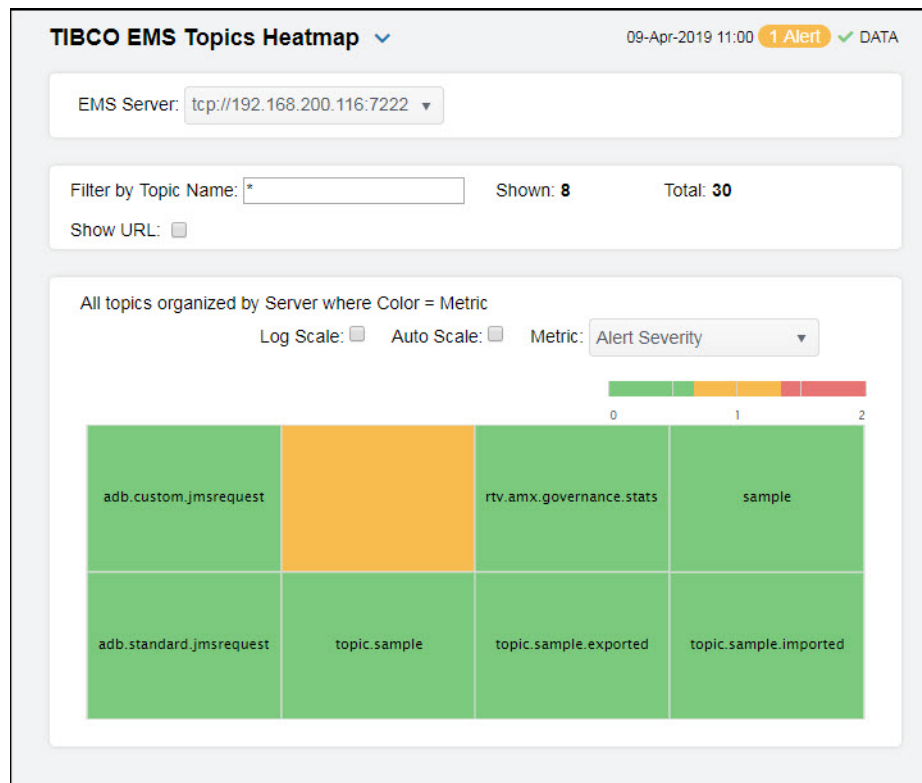 TIBCO EMS Topics Heatmap
09-Apr-2019 11:00 1 Alert DATA
EMS Server: tcp://192.168.200.116:7222
Filter by Topic Name: * Shown: 8 Total: 30
Show URL:
All topics organized by Server where Color = Metric
Log Scale: Auto Scale: Metric: Alert Severity
0 1 2
adb.custom.jmsrequest rtv.amx.governance.stats sample
adb.standard.jmsrequest topic.sample topic.sample.exported topic.sample.imported